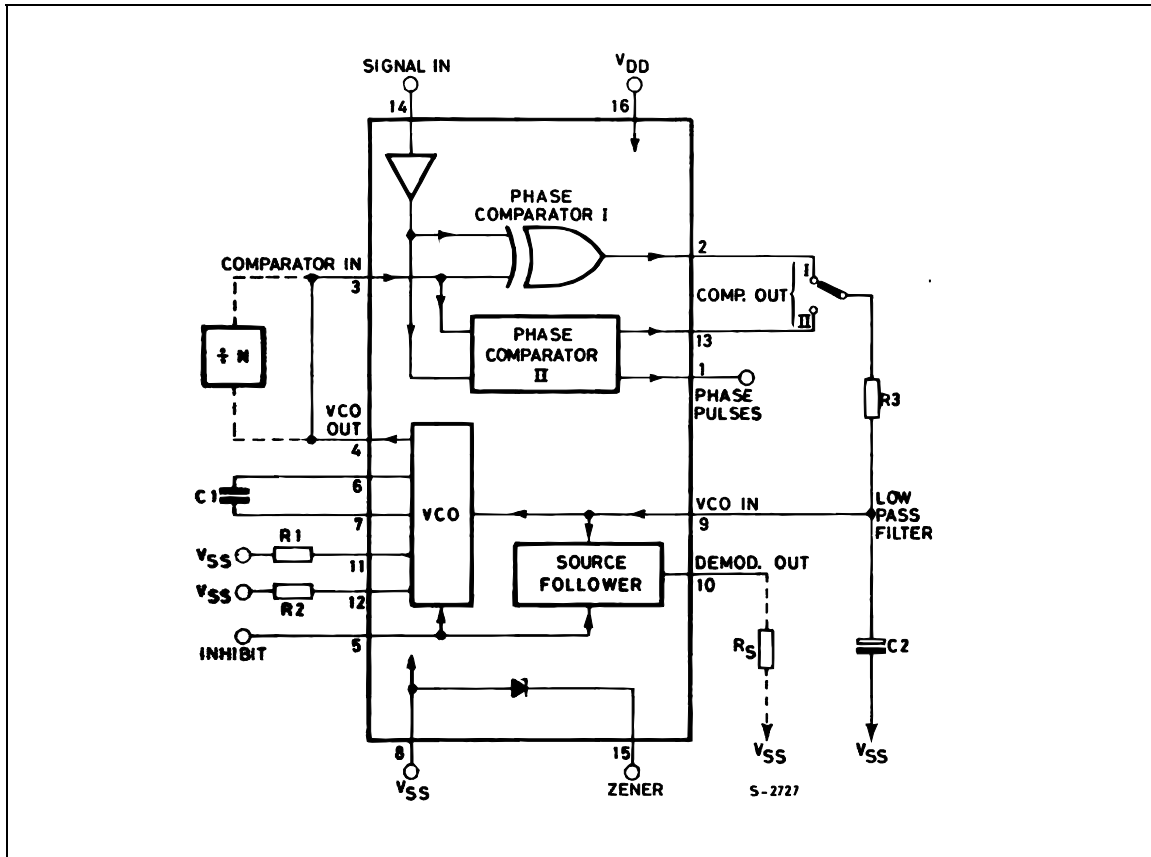 SIGNAL IN
14
VDD
16
PHASE
COMPARATOR I
COMPARATOR IN
3
2
I
COMP. OUT
II
13
PHASE
COMPARATOR
II
1
PHASE
PULSES
÷ N
VCO
OUT
4
R3
C1
6
7
VCO
VCO IN
9
LOW
PASS
FILTER
VSS
R1
11
VSS
R2
12
SOURCE
FOLLOWER
DEMOD. OUT
10
INHIBIT
5
RS
C2
8
VSS
15
ZENER
VSS
VSS
S-2727